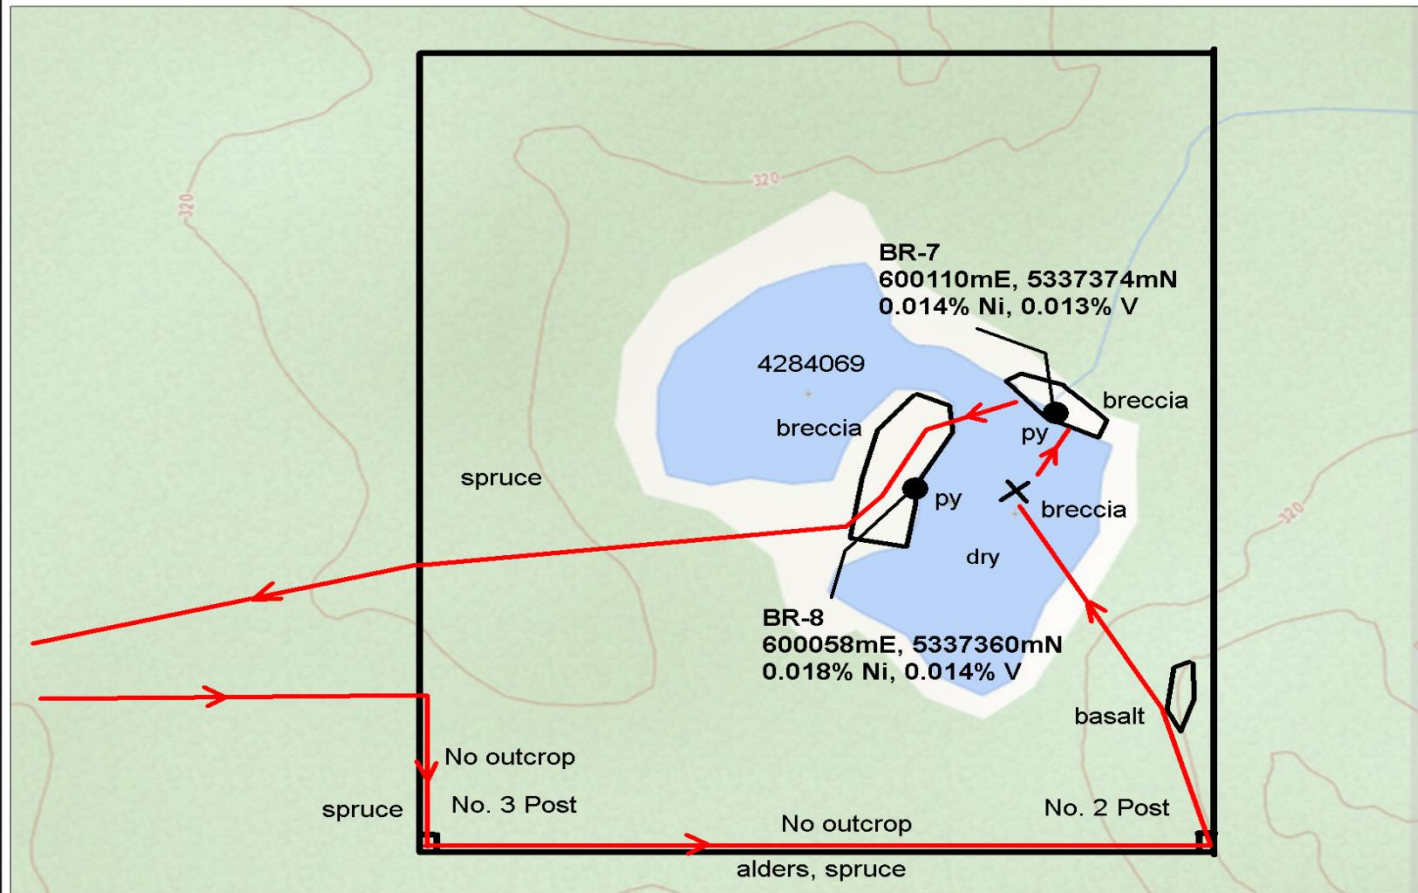 320
320
BR-7
600110mE, 5337374mN
0.014% Ni, 0.013% V
4284069
breccia
breccia
py
spruce
py
breccia
320
dry
BR-8
600058mE, 5337360mN
0.018% Ni, 0.014% V
basalt
No outcrop
spruce
No. 3 Post
No. 2 Post
No outcrop
alders, spruce